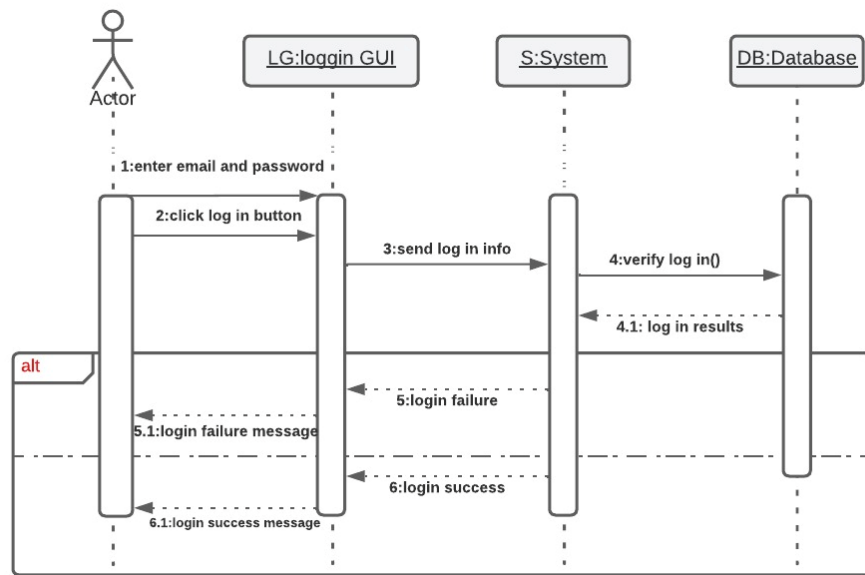 Actor
LG:loggin GUI
S:System
DB:Database
1:enter email and password
2:click log in button
3:send log in info
4:verify log in()
4.1: log in results
alt
5:login failure
5.1:login failure message
6:login success
6.1:login success message